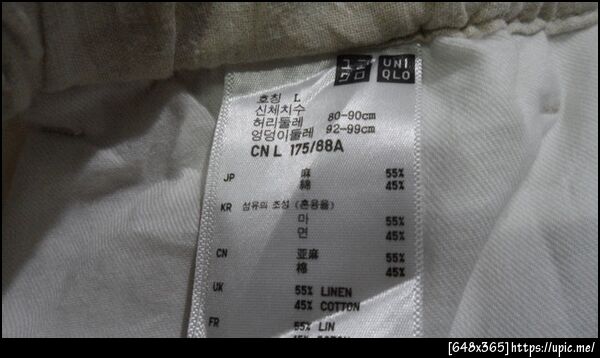 ユニクロ UNIQLO
호칭 L
신체치수
허리둘레 80-90cm
엉덩이둘레 92-99cm
CN L 175/88A
JP 麻 55%
綿 45%
KR 섬유의 조성 (혼용율)
마 55%
면 45%
CN 亚麻 55%
棉 45%
UK 55% LINEN
45% COTTON
FR 55% LIN
[648x365] https://upic.me/